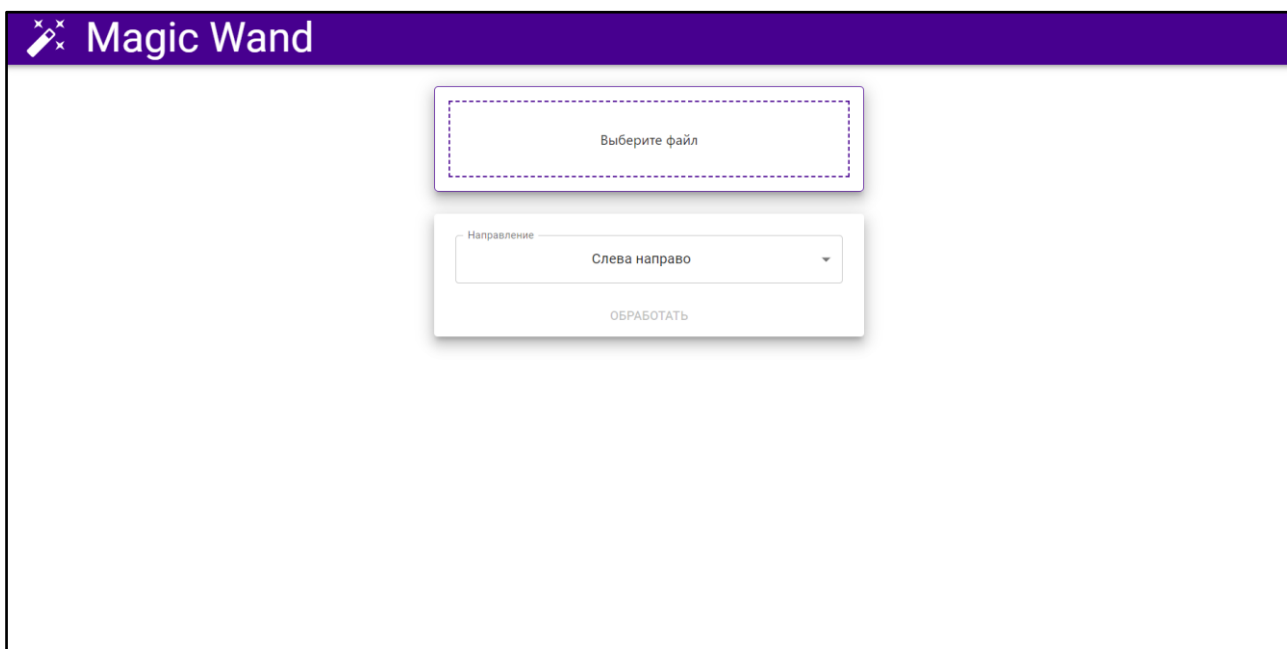 Magic Wand
Выберите файл
Направление
Слева направо
ОБРАБОТАТЬ